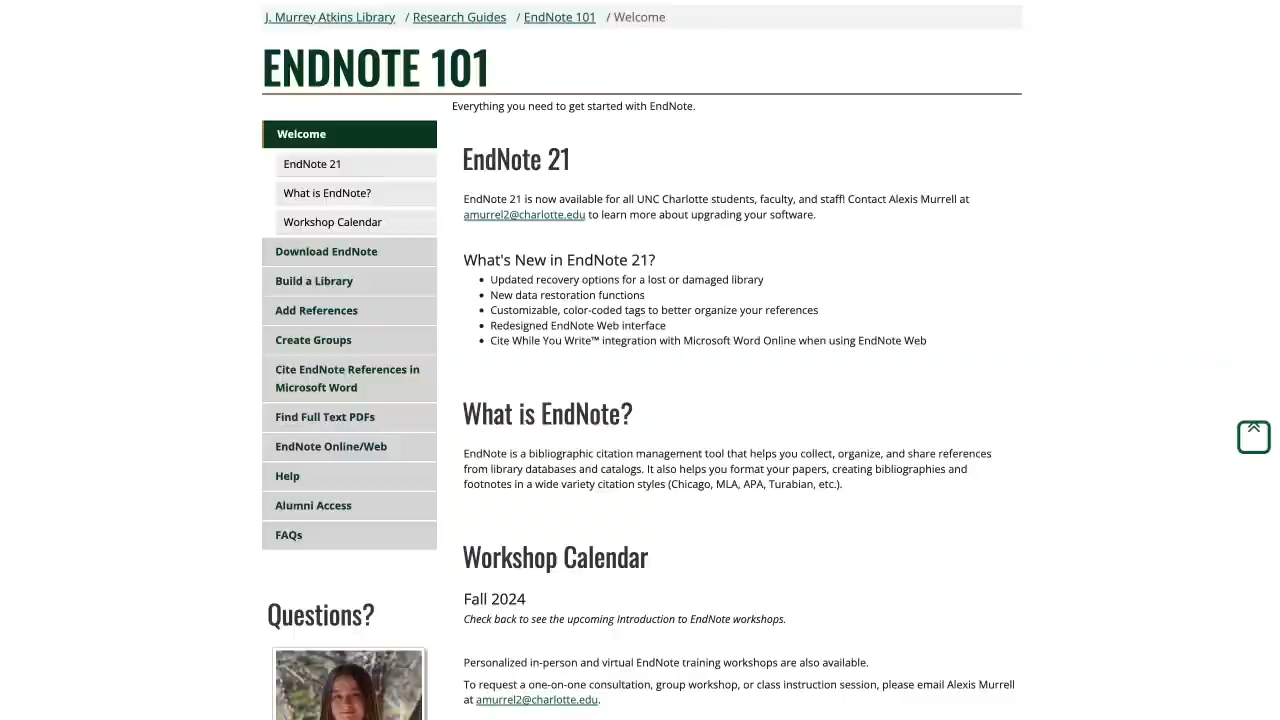 J. Murrey Atkins Library / Research Guides / EndNote 101 / Welcome
ENDNOTE 101
Everything you need to get started with EndNote.
Welcome
EndNote 21
What is EndNote?
Workshop Calendar
Download EndNote
Build a Library
Add References
Create Groups
Cite EndNote References in
Microsoft Word
Find Full Text PDFs
EndNote Online/Web
Help
Alumni Access
FAQs
Questions?
EndNote 21
EndNote 21 is now available for all UNC Charlotte students, faculty, and staff! Contact Alexis Murrell at
amurrel2@charlotte.edu to learn more about upgrading your software.
What's New in EndNote 21?
• Updated recovery options for a lost or damaged library
• New data restoration functions
• Customizable, color-coded tags to better organize your references
• Redesigned EndNote Web interface
• Cite While You Write™ integration with Microsoft Word Online when using EndNote Web
What is EndNote?
EndNote is a bibliographic citation management tool that helps you collect, organize, and share references
from library databases and catalogs. It also helps you format your papers, creating bibliographies and
footnotes in a wide variety citation styles (Chicago, MLA, APA, Turabian, etc.).
Workshop Calendar
Fall 2024
Check back to see the upcoming Introduction to EndNote workshops.
Personalized in-person and virtual EndNote training workshops are also available.
To request a one-on-one consultation, group workshop, or class instruction session, please email Alexis Murrell
at amurrel2@charlotte.edu.